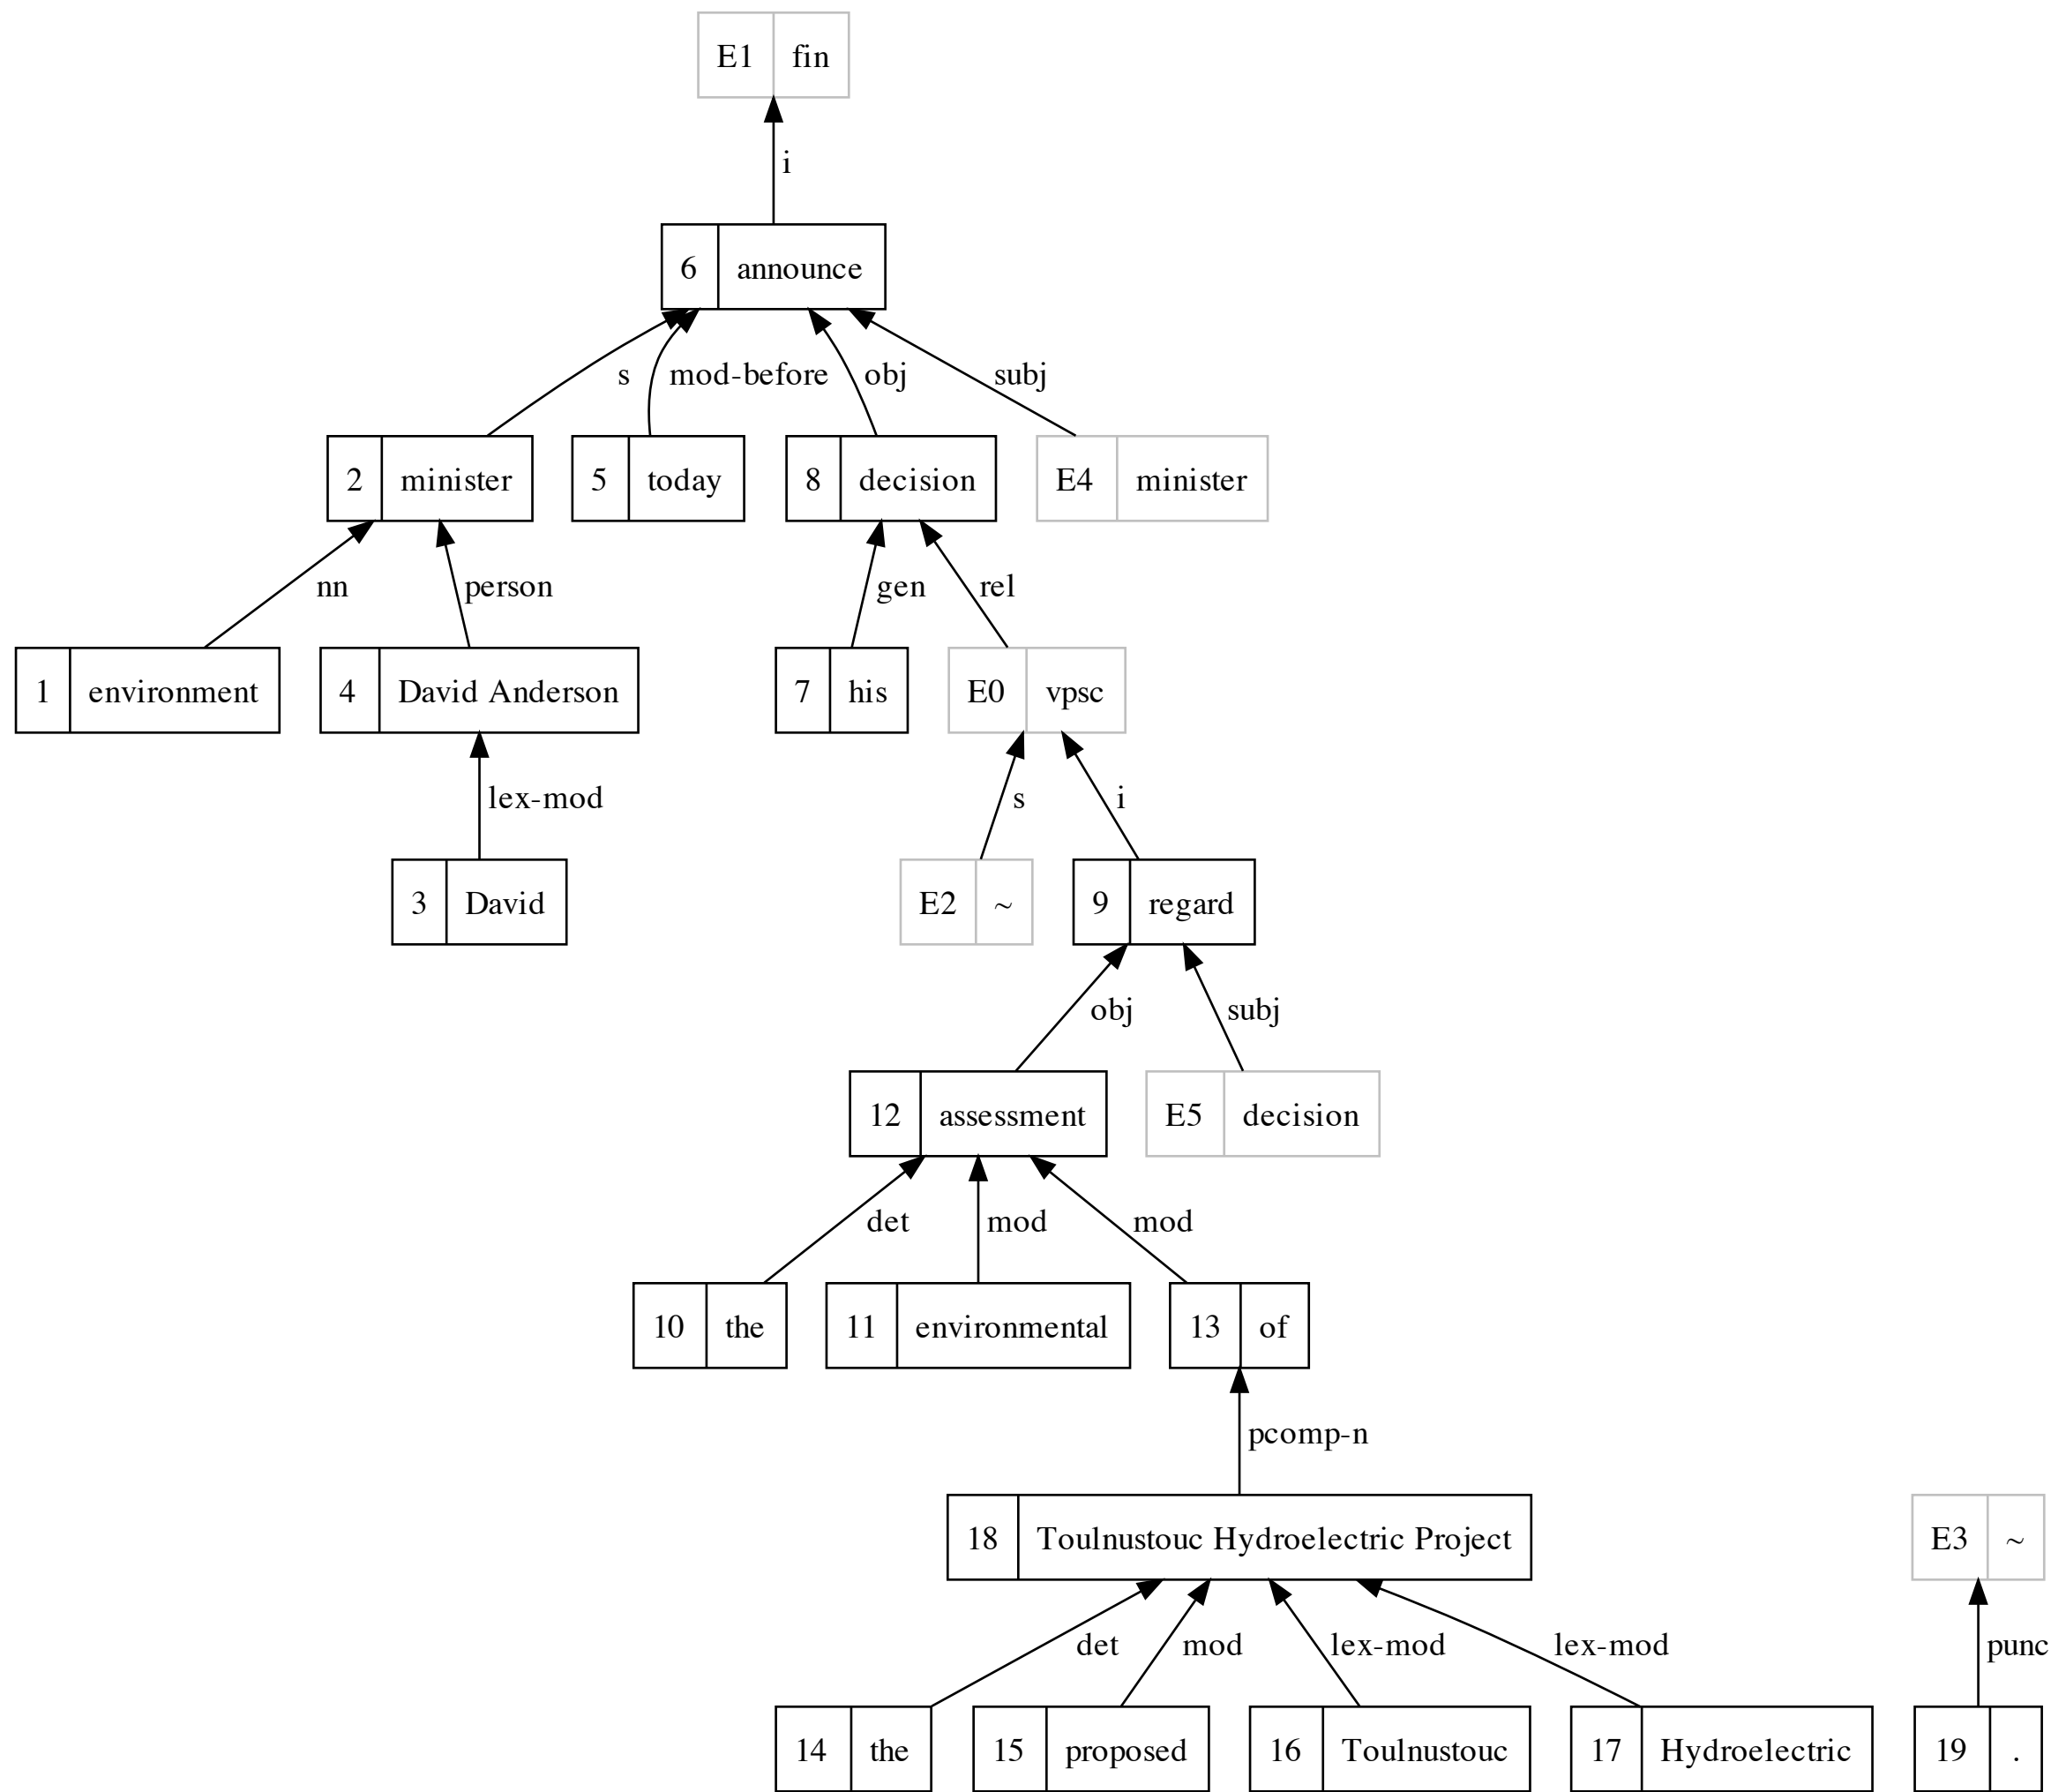 E1 fin
i
6 announce
s mod-before obj subj
2 minister 5 today 8 decision E4 minister
nn person gen rel
1 environment 4 David Anderson 7 his E0 vpsc
lex-mod s i
3 David E2 ~ 9 regard
obj subj
12 assessment E5 decision
det mod mod
10 the 11 environmental 13 of
pcomp-n
18 Toulnustouc Hydroelectric Project E3 ~
det mod lex-mod lex-mod punc
14 the 15 proposed 16 Toulnustouc 17 Hydroelectric 19 .